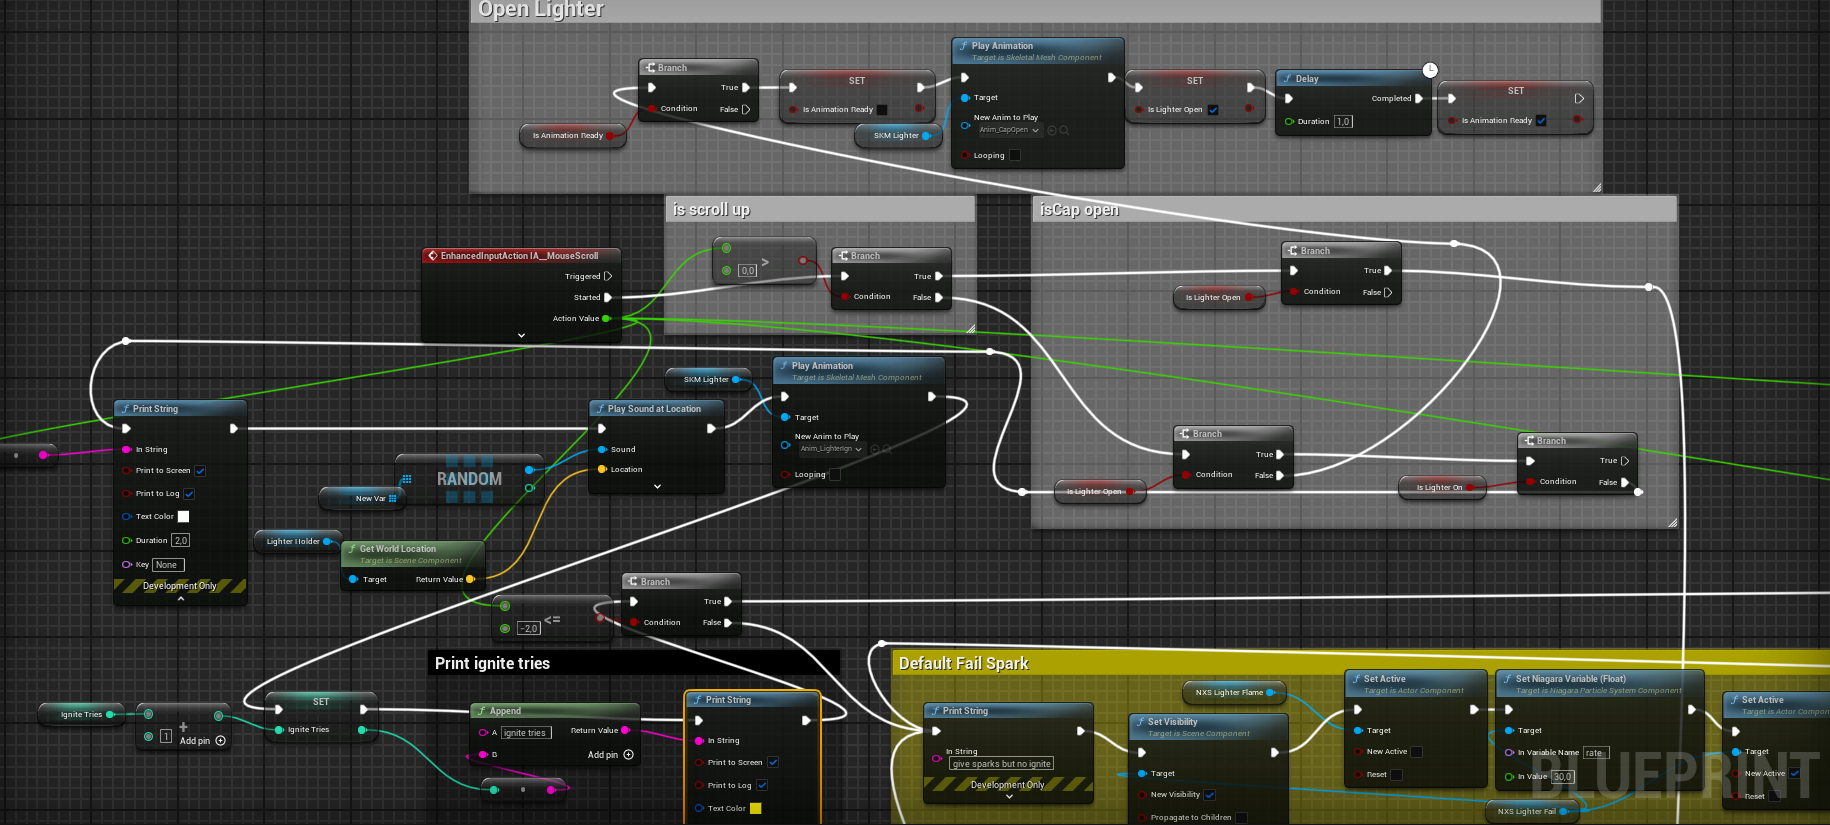 Open Lighter
Branch
True
Condition
False
Is Animation Ready
SET
Is Animation Ready
SKM Lighter
Play Animation
Target is Skeletal Mesh Component
Target
New Anim to Play
Anim_CapOpen
Looping
SET
Is Lighter Open
Delay
Completed
Duration 1,0
SET
Is Animation Ready
is scroll up
0,0 >
Branch
True
Condition
False
isCap open
Branch
True
Condition
False
Is Lighter Open
EnhancedInputAction IA_MouseScroll
Triggered
Started
Action Value
Print String
In String
Print to Screen
Print to Log
Text Color
Duration 2,0
Key None
Development Only
SKM Lighter
Play Animation
Target is Skeletal Mesh Component
Target
New Anim to Play
Anim_Lighterign
Looping
Play Sound at Location
Sound
Location
RANDOM
New Var
Lighter Holder
Get World Location
Target is Scene Component
Target
Return Value
Branch
True
Condition
False
Is Lighter Open
Branch
True
Condition
False
Is Lighter On
-2,0 <=
Branch
True
Condition
False
Print ignite tries
Ignite Tries
1
+
Add pin
SET
Ignite Tries
Append
A ignite tries
Return Value
B
Add pin
Print String
In String
Print to Screen
Print to Log
Text Color
Default Fail Spark
Print String
In String
give sparks but no ignite
Development Only
NXS Lighter Flame
Set Visibility
Target is Scene Component
Target
New Visibility
Propagate to Children
Set Active
Target is Actor Component
Target
New Active
Reset
Set Niagara Variable (Float)
Target is Niagara Particle System Component
Target
In Variable Name rate
In Value 30,0
NXS Lighter Fail
Set Active
Target is Actor Compon
Target
New Active
Reset
BLUEPRINT